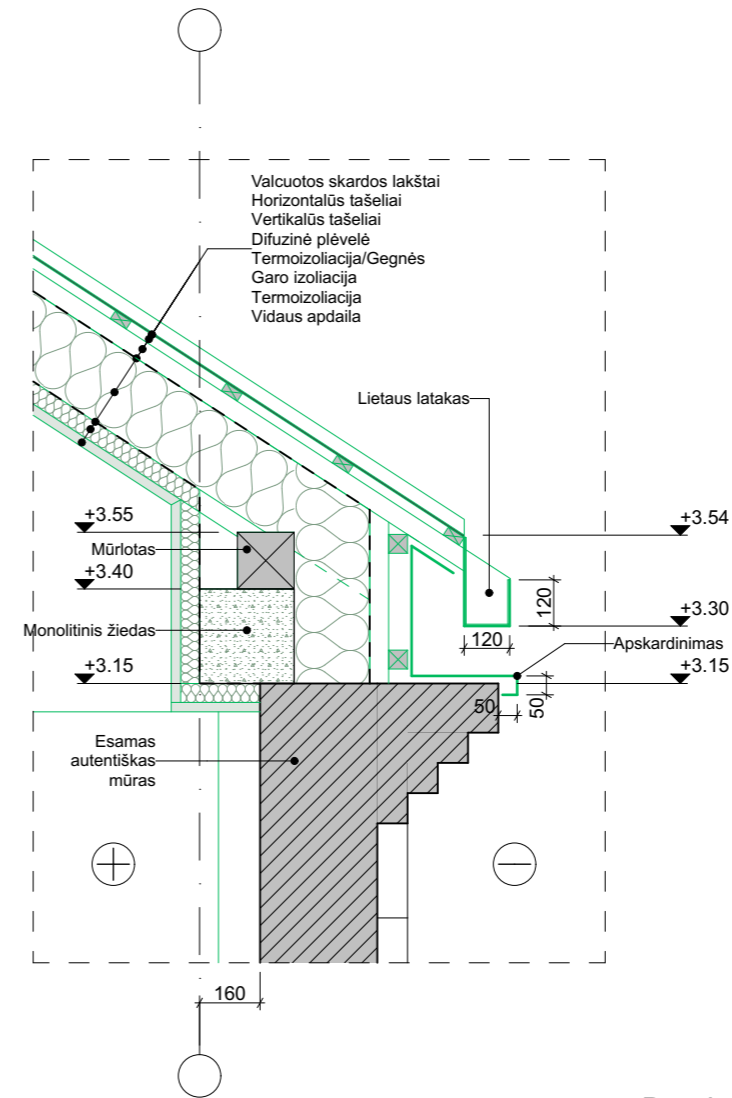 Valcuotos skardos lakštai
Horizontalūs tašeliai
Vertikalūs tašeliai
Difuzinė plėvelė
Termoizoliacija/Gegnės
Garo izoliacija
Termoizoliacija
Vidaus apdaila
Lietaus latakas
+3.55
+3.54
Mūrlotas
+3.40
120
+3.30
Monolitinis žiedas
120
Apskardinimas
+3.15
+3.15
50
50
Esamas
autentiškas
mūras
160